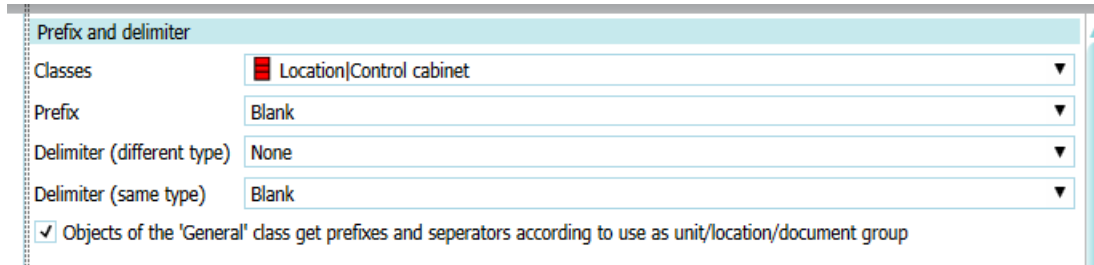 Prefix and delimiter
Classes Location|Control cabinet
Prefix Blank
Delimiter (different type) None
Delimiter (same type) Blank
Objects of the 'General' class get prefixes and seperators according to use as unit/location/document group